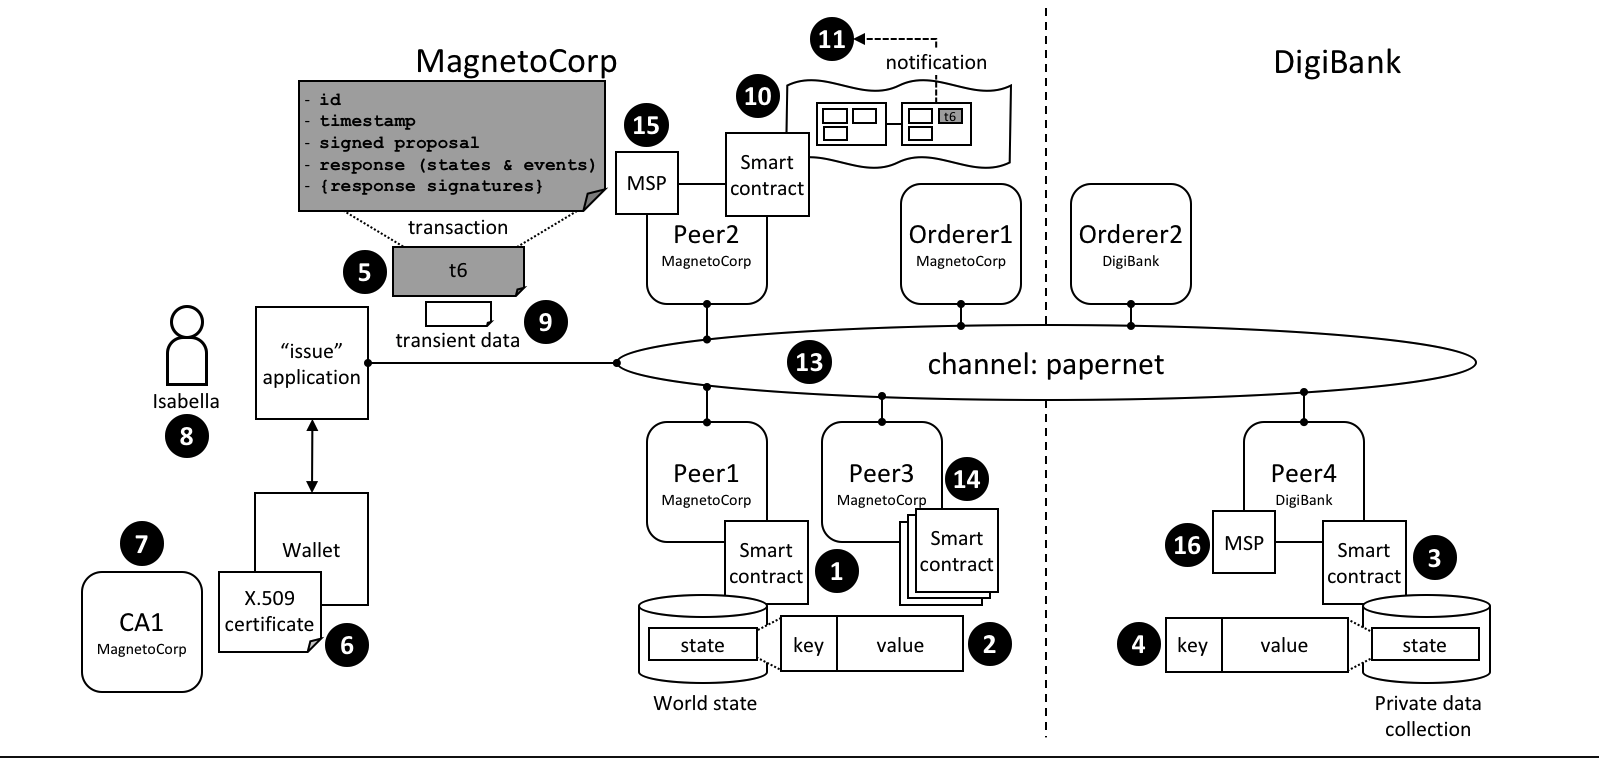 MagnetoCorp
DigiBank
11
notification
10
t6
- id
- timestamp
- signed proposal
- response (states & events)
- {response signatures}
15
MSP
Smart
contract
Peer2
MagnetoCorp
Orderer1
MagnetoCorp
Orderer2
DigiBank
transaction
5
t6
9
transient data
"issue"
application
Isabella
8
13
channel: papernet
Peer1
MagnetoCorp
Smart
contract
1
Peer3
MagnetoCorp
14
Smart
contract
Peer4
DigiBank
16
MSP
Smart
contract
3
7
CA1
MagnetoCorp
Wallet
X.509
certificate
6
state
key
value
2
World state
4
key
value
state
Private data
collection